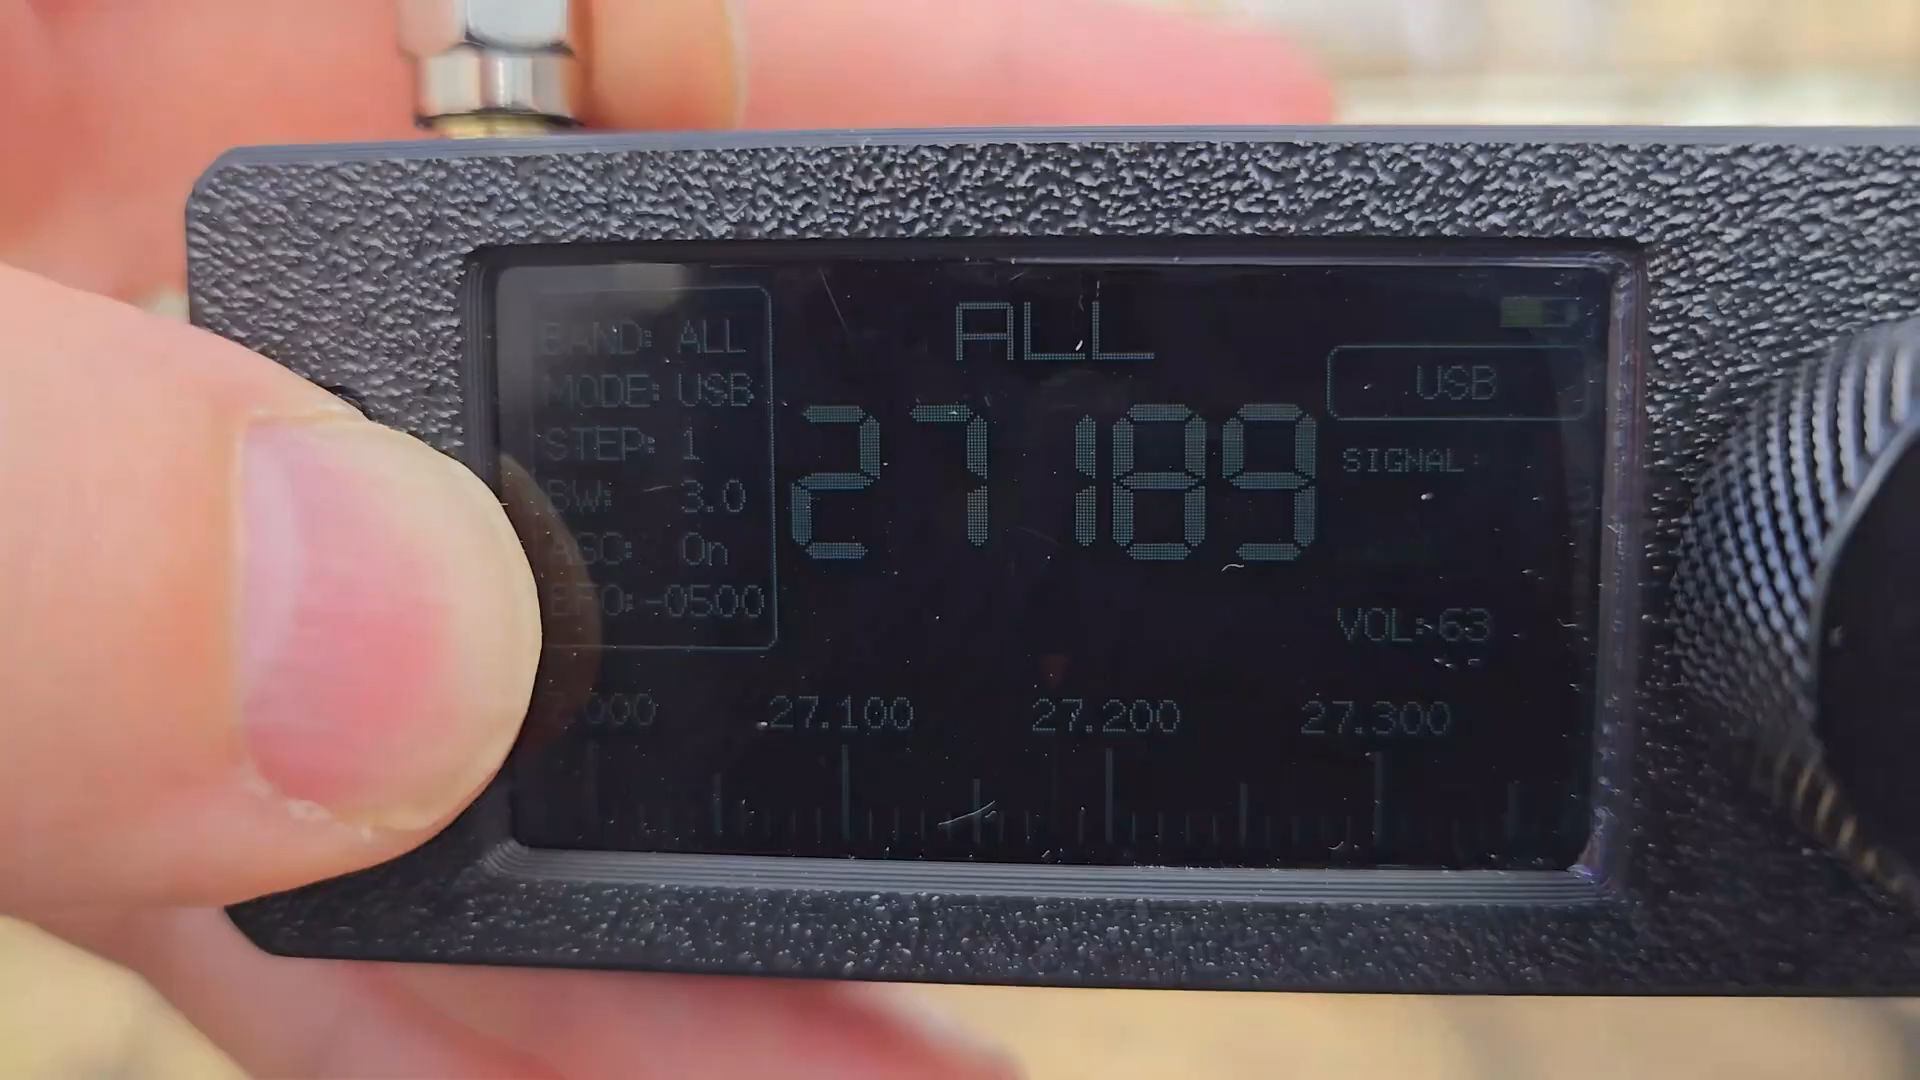 BAND: ALL
MODE: USB
STEP: 1
BW: 3.0
AGC: On
BFO: -0500
ALL
27189
USB
SIGNAL:
VOL: 63
.000 27.100 27.200 27.300